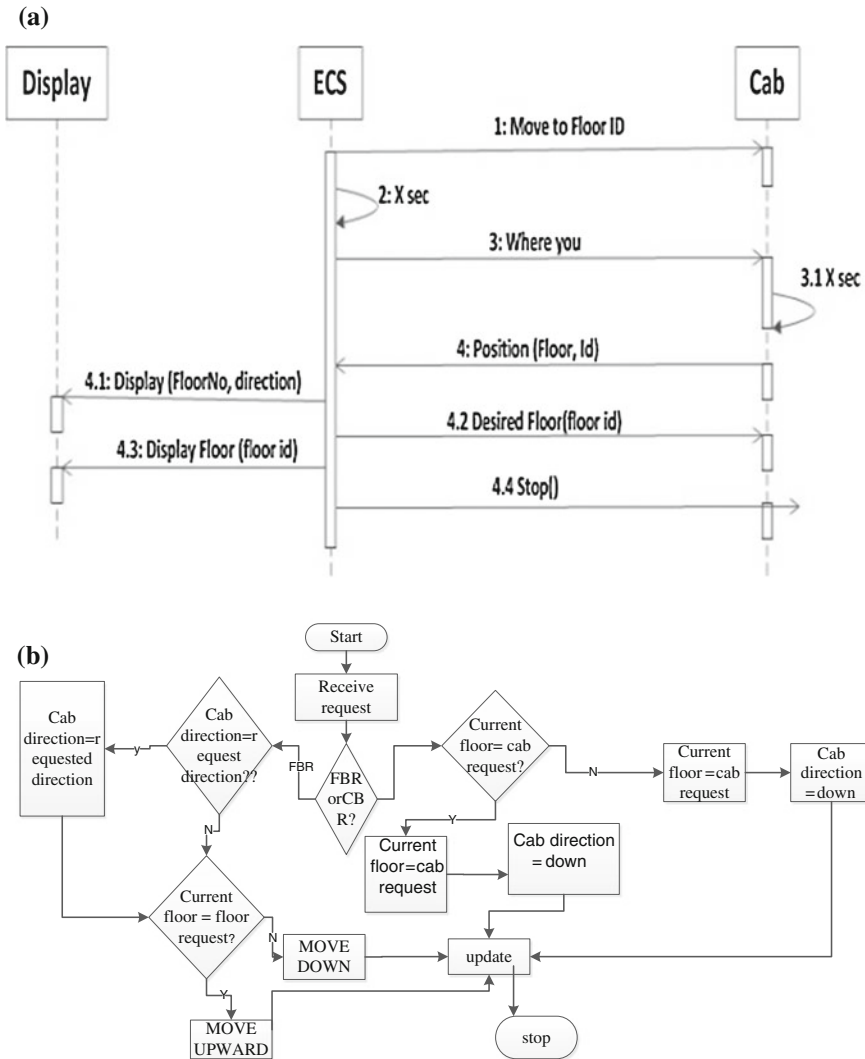 (a)
Display
ECS
Cab
1: Move to Floor ID
2: X sec
3: Where you
3.1 X sec
4: Position (Floor, Id)
4.1: Display (FloorNo, direction)
4.2 Desired Floor(floor id)
4.3: Display Floor (floor id)
4.4 Stop()
(b)
Start
Receive
request
Cab
direction=r
equested
direction
y
Cab
direction=r
equest
direction??
FBR
FBR
orCB
R?
Current
floor= cab
request?
N
Current
floor=cab
request
Cab
direction
=down
N
Y
Current
floor=cab
request
Cab direction
= down
Current
floor = floor
request?
N
MOVE
DOWN
update
Y
MOVE
UPWARD
stop